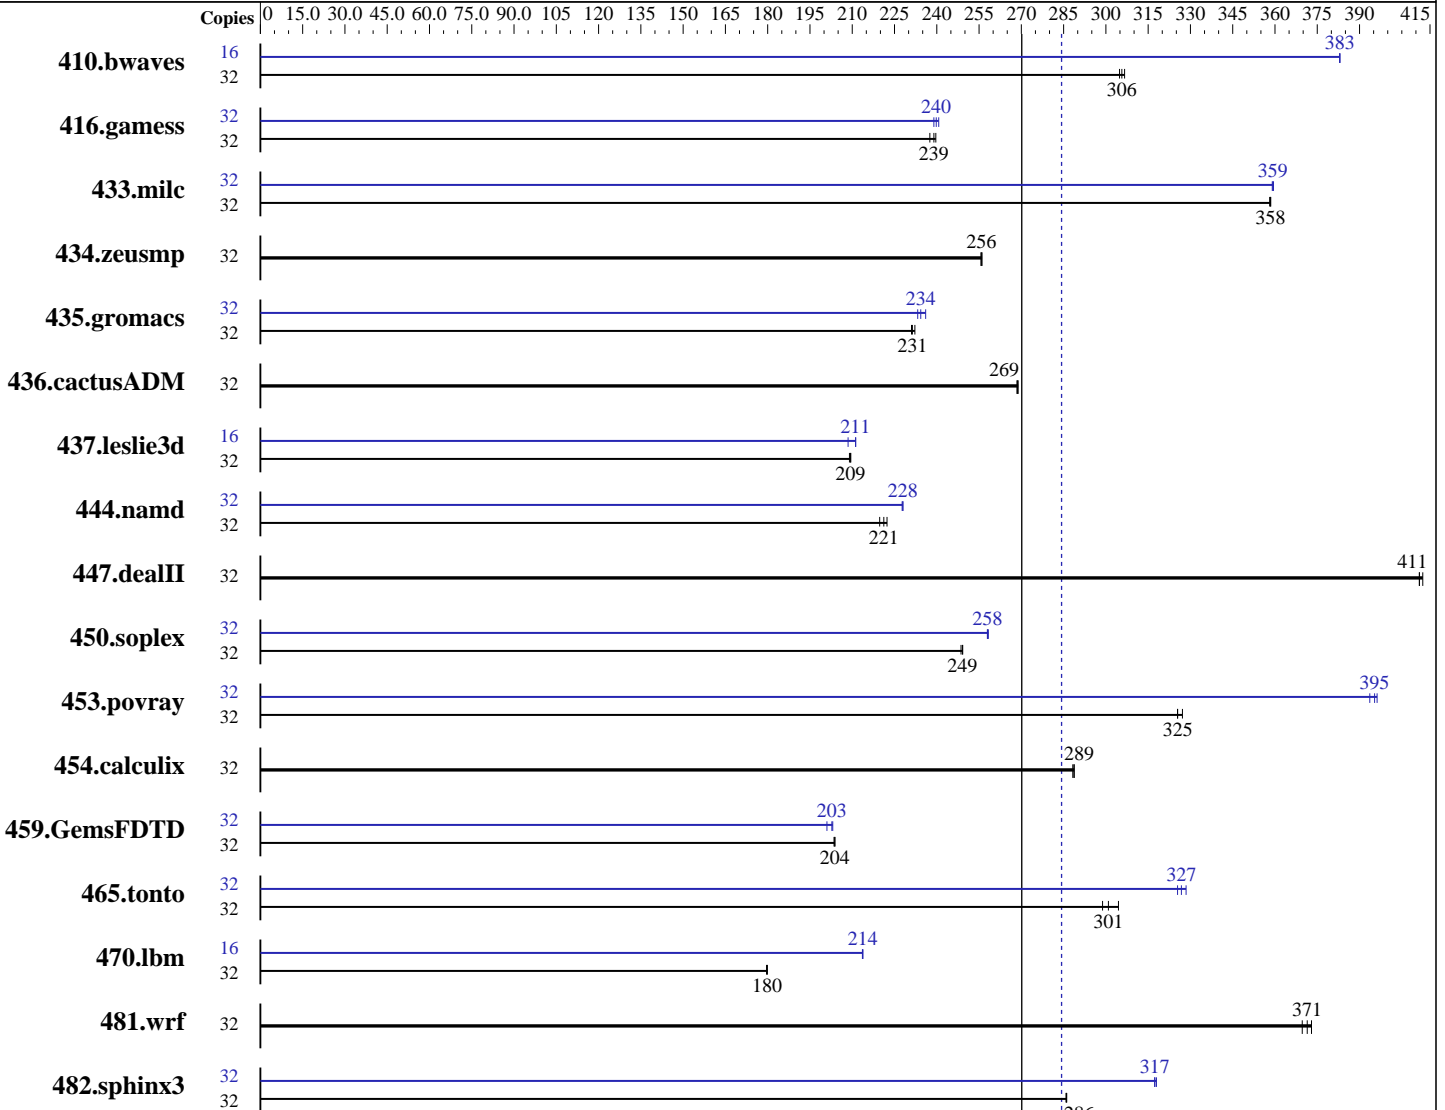 Copies 0 15.0 30.0 45.0 60.0 75.0 90.0 105 120 135 150 165 180 195 210 225 240 255 270 285 300 315 330 345 360 375 390 415
410.bwaves 16 383
32 306
416.gamess 32 240
32 239
433.milc 32 359
32 358
434.zeusmp 32 256
435.gromacs 32 234
32 231
436.cactusADM 32 269
437.leslie3d 16 211
32 209
444.namd 32 228
32 221
447.dealII 32 411
450.soplex 32 258
32 249
453.povray 32 395
32 325
454.calculix 32 289
459.GemsFDTD 32 203
32 204
465.tonto 32 327
32 301
470.lbm 16 214
32 180
481.wrf 32 371
482.sphinx3 32 317
32